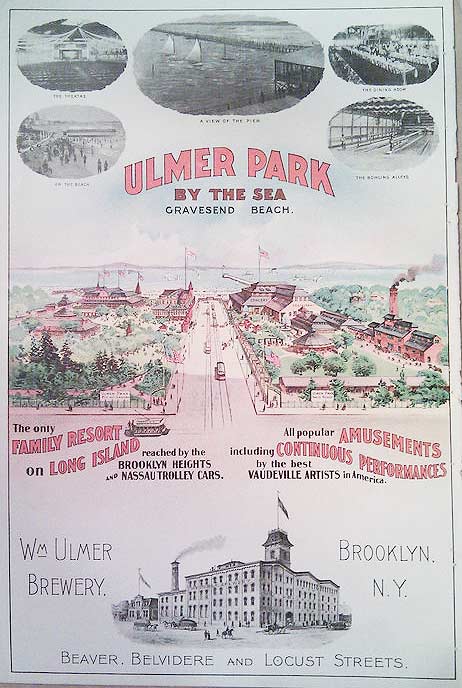 THE THEATRE
A VIEW OF THE PIER
THE DINING ROOM
ON THE BEACH
THE BOWLING ALLEYS
ULMER PARK
BY THE SEA
GRAVESEND BEACH.
The only
FAMILY RESORT
on LONG ISLAND
reached by the
BROOKLYN HEIGHTS
AND NASSAU TROLLEY CARS.
All popular AMUSEMENTS
including CONTINUOUS PERFORMANCES
by the best
VAUDEVILLE ARTISTS in America.
WM ULMER
BREWERY.
BROOKLYN.
N.Y.
BEAVER, BELVIDERE AND LOCUST STREETS.